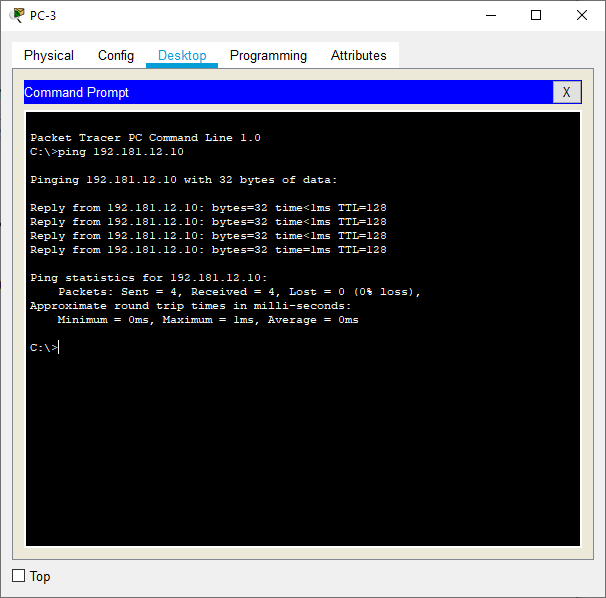 PC-3
Physical Config Desktop Programming Attributes
Command Prompt X
Packet Tracer PC Command Line 1.0
C:\>ping 192.181.12.10
Pinging 192.181.12.10 with 32 bytes of data:
Reply from 192.181.12.10: bytes=32 time<1ms TTL=128
Reply from 192.181.12.10: bytes=32 time<1ms TTL=128
Reply from 192.181.12.10: bytes=32 time<1ms TTL=128
Reply from 192.181.12.10: bytes=32 time=1ms TTL=128
Ping statistics for 192.181.12.10:
Packets: Sent = 4, Received = 4, Lost = 0 (0% loss),
Approximate round trip times in milli-seconds:
Minimum = 0ms, Maximum = 1ms, Average = 0ms
C:\>
Top